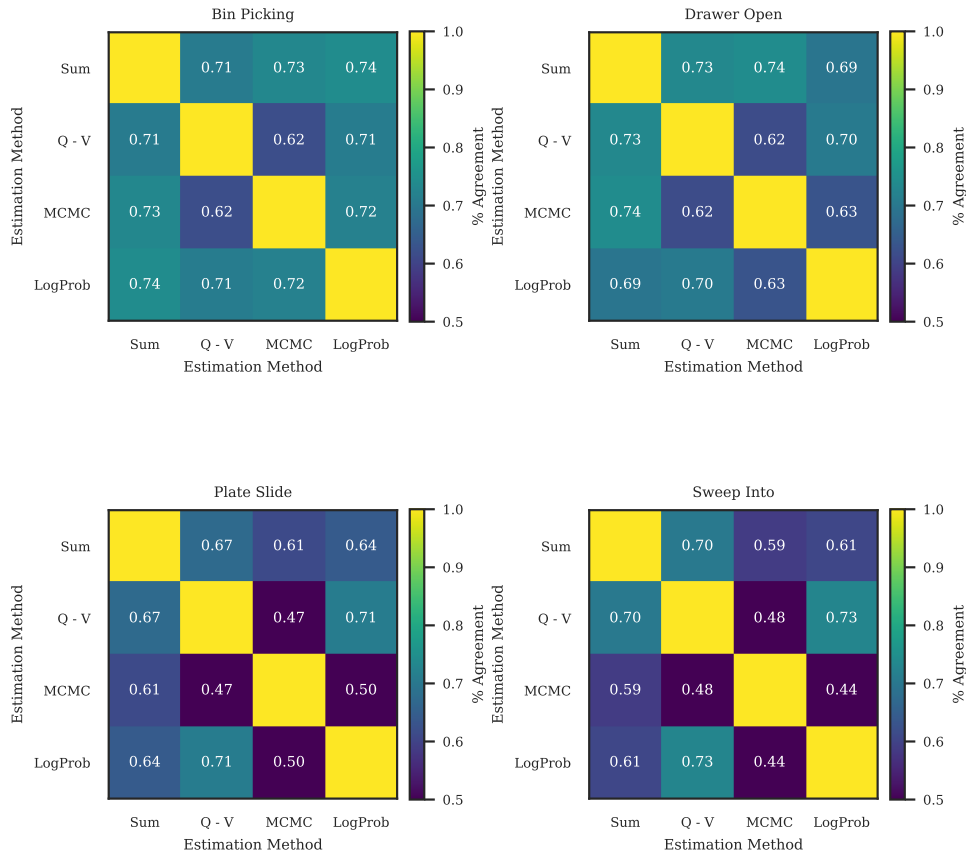 Bin Picking
Estimation Method
Sum 0.71 0.73 0.74
Q - V 0.71 0.62 0.71
MCMC 0.73 0.62 0.72
LogProb 0.74 0.71 0.72
Sum Q - V MCMC LogProb
Estimation Method
1.0
0.9
0.8
0.7
0.6
0.5
% Agreement
Drawer Open
Estimation Method
Sum 0.73 0.74 0.69
Q - V 0.73 0.62 0.70
MCMC 0.74 0.62 0.63
LogProb 0.69 0.70 0.63
Sum Q - V MCMC LogProb
Estimation Method
1.0
0.9
0.8
0.7
0.6
0.5
% Agreement
Plate Slide
Estimation Method
Sum 0.67 0.61 0.64
Q - V 0.67 0.47 0.71
MCMC 0.61 0.47 0.50
LogProb 0.64 0.71 0.50
Sum Q - V MCMC LogProb
Estimation Method
1.0
0.9
0.8
0.7
0.6
0.5
% Agreement
Sweep Into
Estimation Method
Sum 0.70 0.59 0.61
Q - V 0.70 0.48 0.73
MCMC 0.59 0.48 0.44
LogProb 0.61 0.73 0.44
Sum Q - V MCMC LogProb
Estimation Method
1.0
0.9
0.8
0.7
0.6
0.5
% Agreement